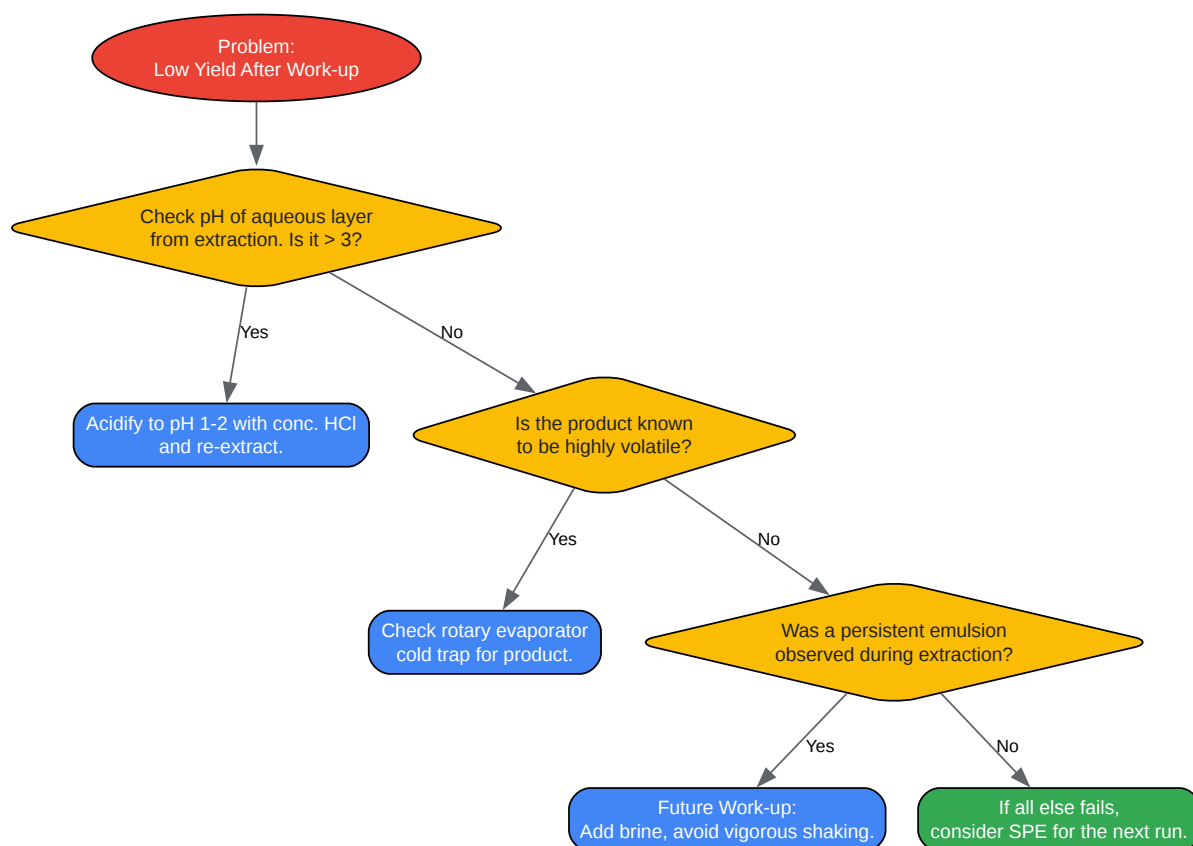 Problem:
Low Yield After Work-up
Check pH of aqueous layer
from extraction. Is it > 3?
Yes
No
Acidify to pH 1-2 with conc. HCl
and re-extract.
Is the product known
to be highly volatile?
Yes
No
Check rotary evaporator
cold trap for product.
Was a persistent emulsion
observed during extraction?
Yes
No
Future Work-up:
Add brine, avoid vigorous shaking.
If all else fails,
consider SPE for the next run.